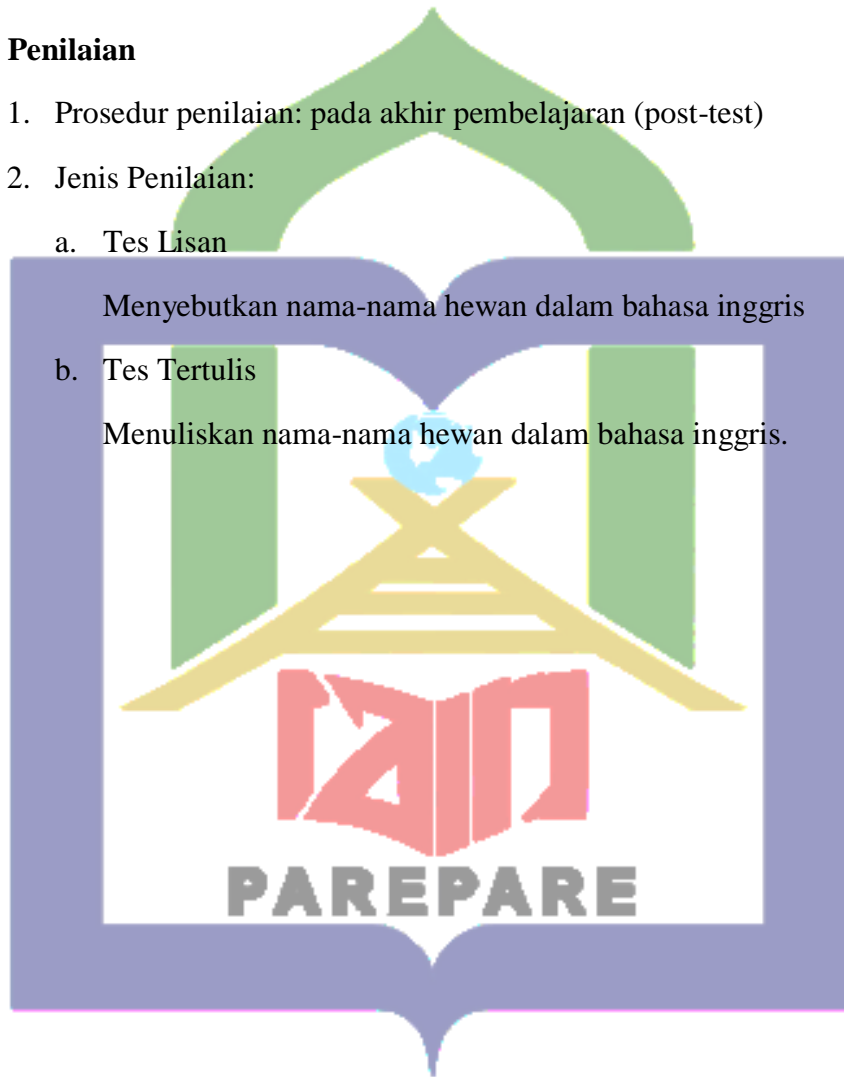 Penilaian
1. Prosedur penilaian: pada akhir pembelajaran (post-test)
2. Jenis Penilaian:
a. Tes Lisan
Menyebutkan nama-nama hewan dalam bahasa inggris
b. Tes Tertulis
Menuliskan nama-nama hewan dalam bahasa inggris.
iain
PAREPARE